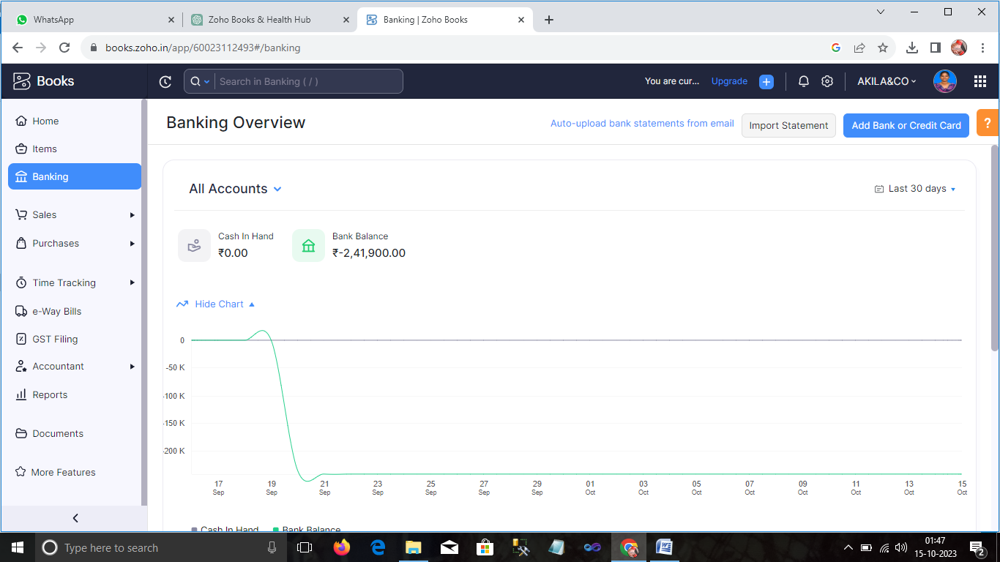 WhatsApp
Zoho Books & Health Hub
Banking | Zoho Books
books.zoho.in/app/60023112493#/banking
Books
Search in Banking ( / )
You are cur...
Upgrade
AKILA&CO
Home
Items
Banking
Sales
Purchases
Time Tracking
e-Way Bills
GST Filing
Accountant
Reports
Documents
More Features
Banking Overview
Auto-upload bank statements from email
Import Statement
Add Bank or Credit Card
?
All Accounts
Last 30 days
Cash In Hand
₹0.00
Bank Balance
₹-2,41,900.00
Hide Chart
0
-50 K
-100 K
-150 K
-200 K
17 Sep
19 Sep
21 Sep
23 Sep
25 Sep
27 Sep
29 Sep
01 Oct
03 Oct
05 Oct
07 Oct
09 Oct
11 Oct
13 Oct
15 Oct
Cash In Hand
Bank Balance
Type here to search
01:47
15-10-2023
2